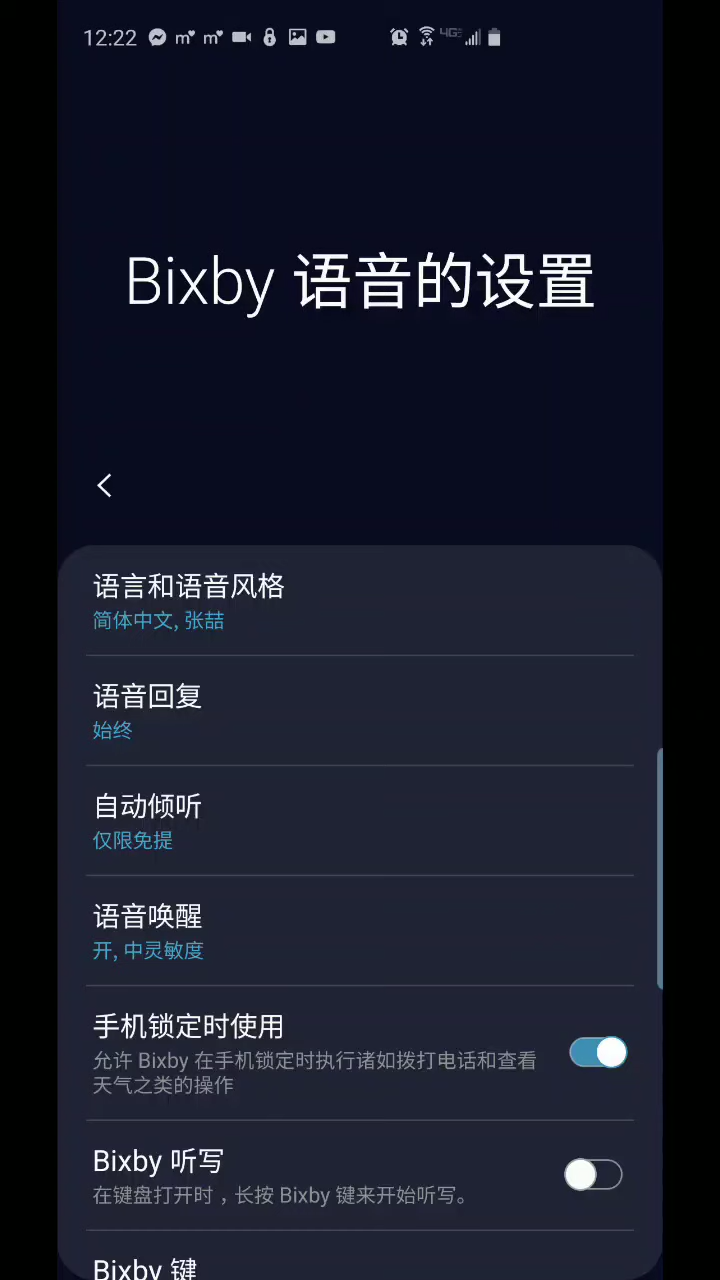 12:22
4GE
Bixby 语音的设置
语言和语音风格
简体中文, 张喆
语音回复
始终
自动倾听
仅限免提
语音唤醒
开, 中灵敏度
手机锁定时使用
允许 Bixby 在手机锁定时执行诸如拨打电话和查看
天气之类的操作
Bixby 听写
在键盘打开时，长按 Bixby 键来开始听写。
Bixby 键